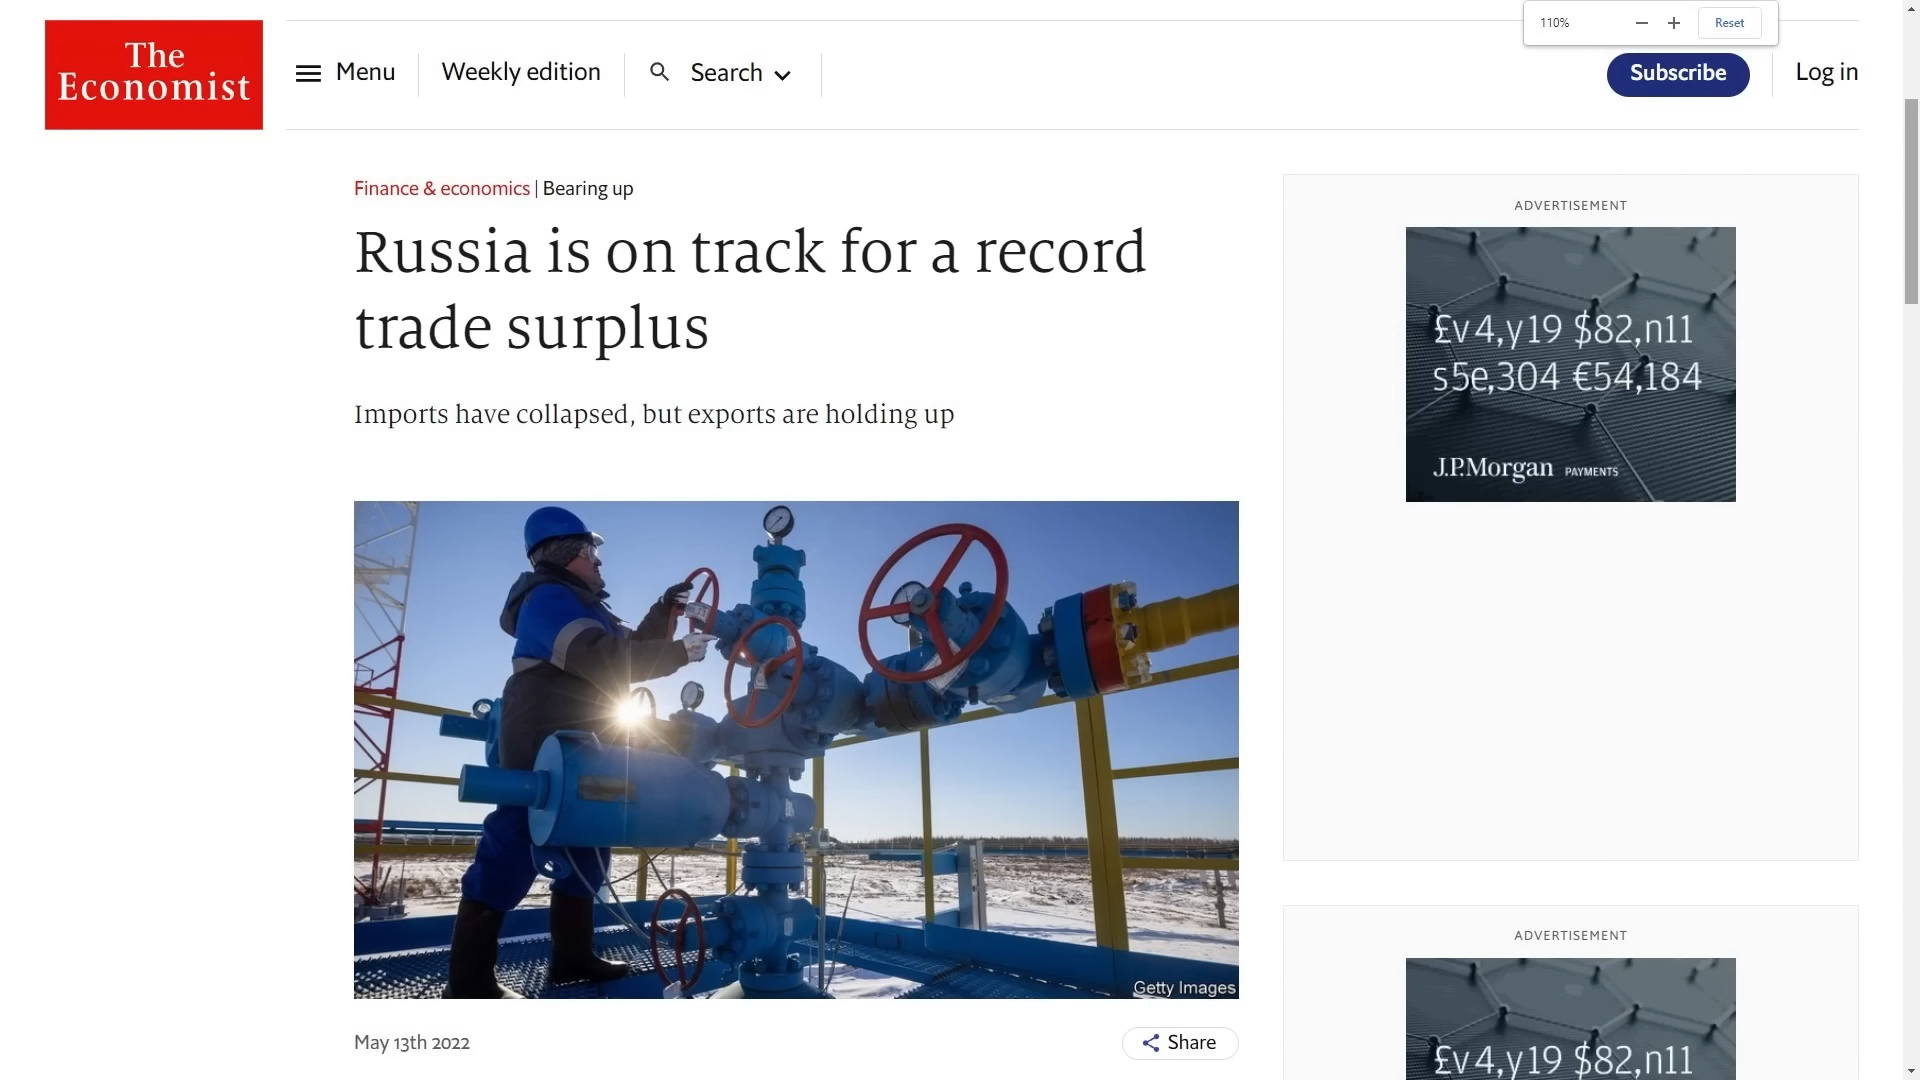 The
Economist
Menu
Weekly edition
Search
110%
Reset
Subscribe
Log in
Finance & economics | Bearing up
Russia is on track for a record
trade surplus
Imports have collapsed, but exports are holding up
Getty Images
May 13th 2022
Share
ADVERTISEMENT
£v4,y19 $82,n11
s5e,304 €54,184
J.P.Morgan PAYMENTS
ADVERTISEMENT
£v4,y19 $82,n11